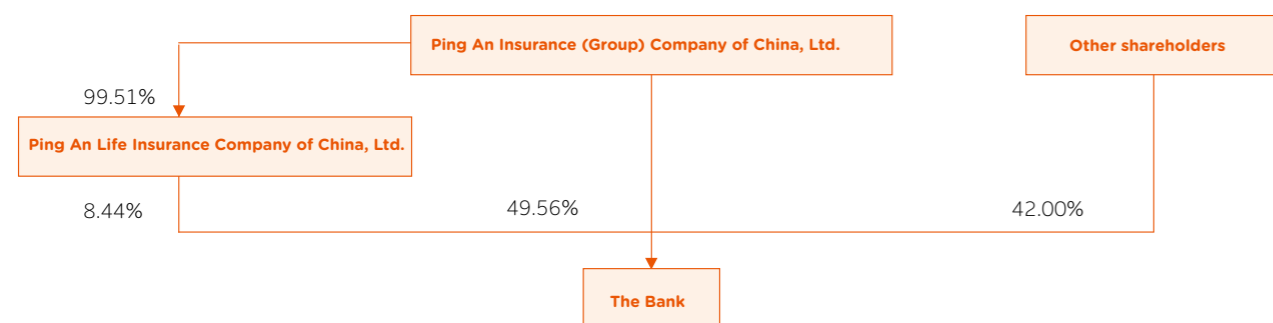 Ping An Insurance (Group) Company of China, Ltd.
Other shareholders
99.51%
Ping An Life Insurance Company of China, Ltd.
8.44%
49.56%
42.00%
The Bank